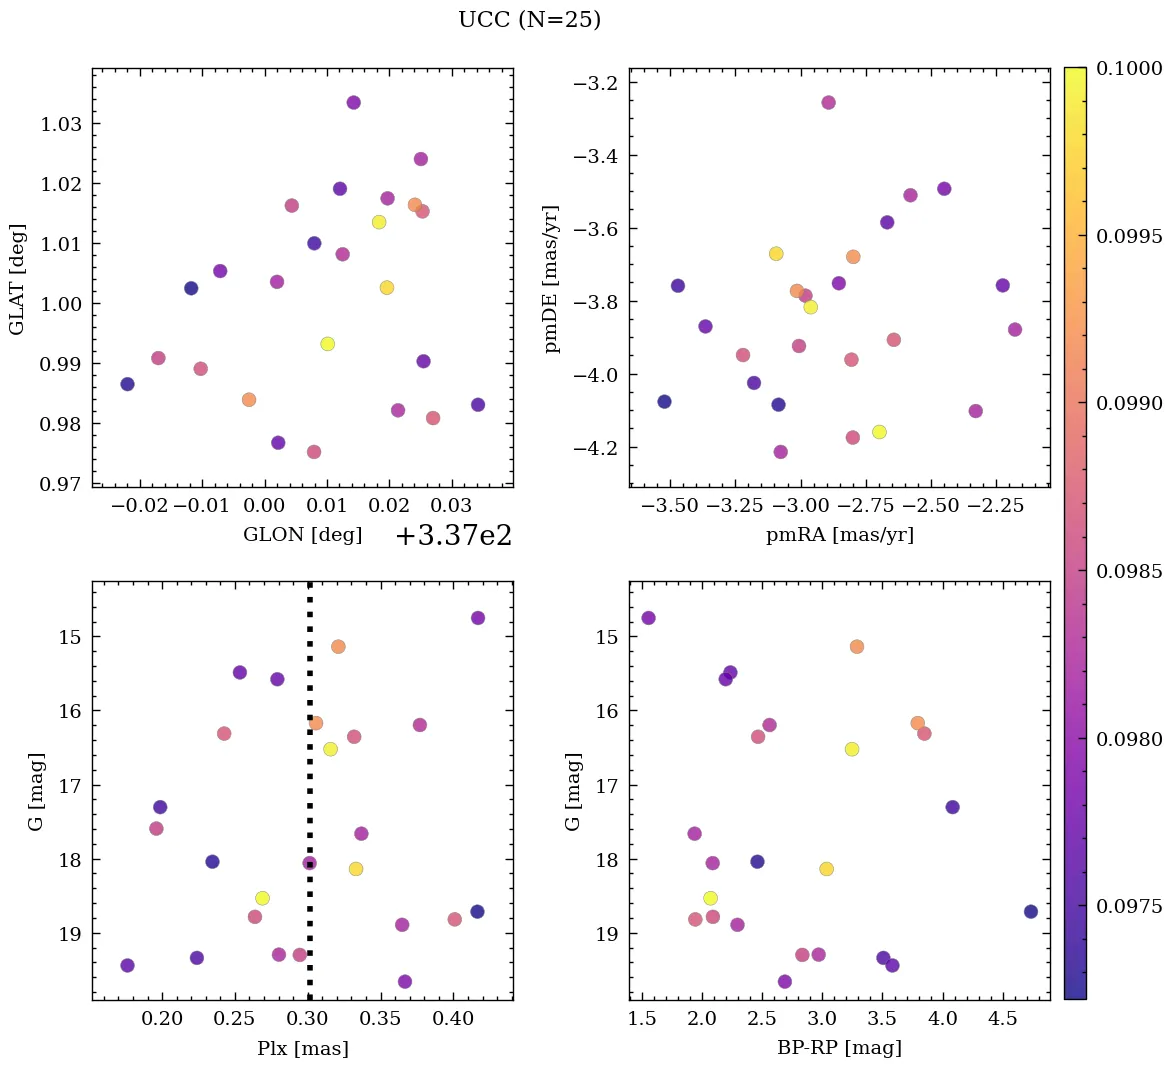 UCC (N=25)
1.03
1.02
1.01
1.00
0.99
0.98
0.97
GLAT [deg]
−0.02 −0.01 0.00 0.01 0.02 0.03
GLON [deg]
+3.37e2
−3.2
−3.4
−3.6
−3.8
−4.0
−4.2
pmDE [mas/yr]
−3.50 −3.25 −3.00 −2.75 −2.50 −2.25
pmRA [mas/yr]
0.1000
0.0995
0.0990
0.0985
0.0980
0.0975
15
16
17
18
19
G [mag]
0.20 0.25 0.30 0.35 0.40
Plx [mas]
15
16
17
18
19
G [mag]
1.5 2.0 2.5 3.0 3.5 4.0 4.5
BP-RP [mag]